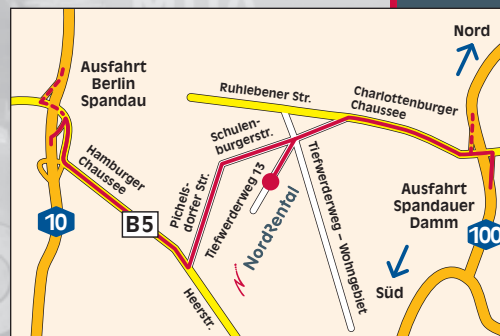 Nord
Ausfahrt
Berlin
Spandau
Ruhlebener Str.
Charlottenburger
Chaussee
Schulen-
burgerstr.
Hamburger
Chaussee
Pichels-
dorfer Str.
Tiefwerderweg 13
Tiefwerderweg – Wohngebiet
NordRental
Ausfahrt
Spandauer
Damm
10
B5
100
Süd
Heerstr.